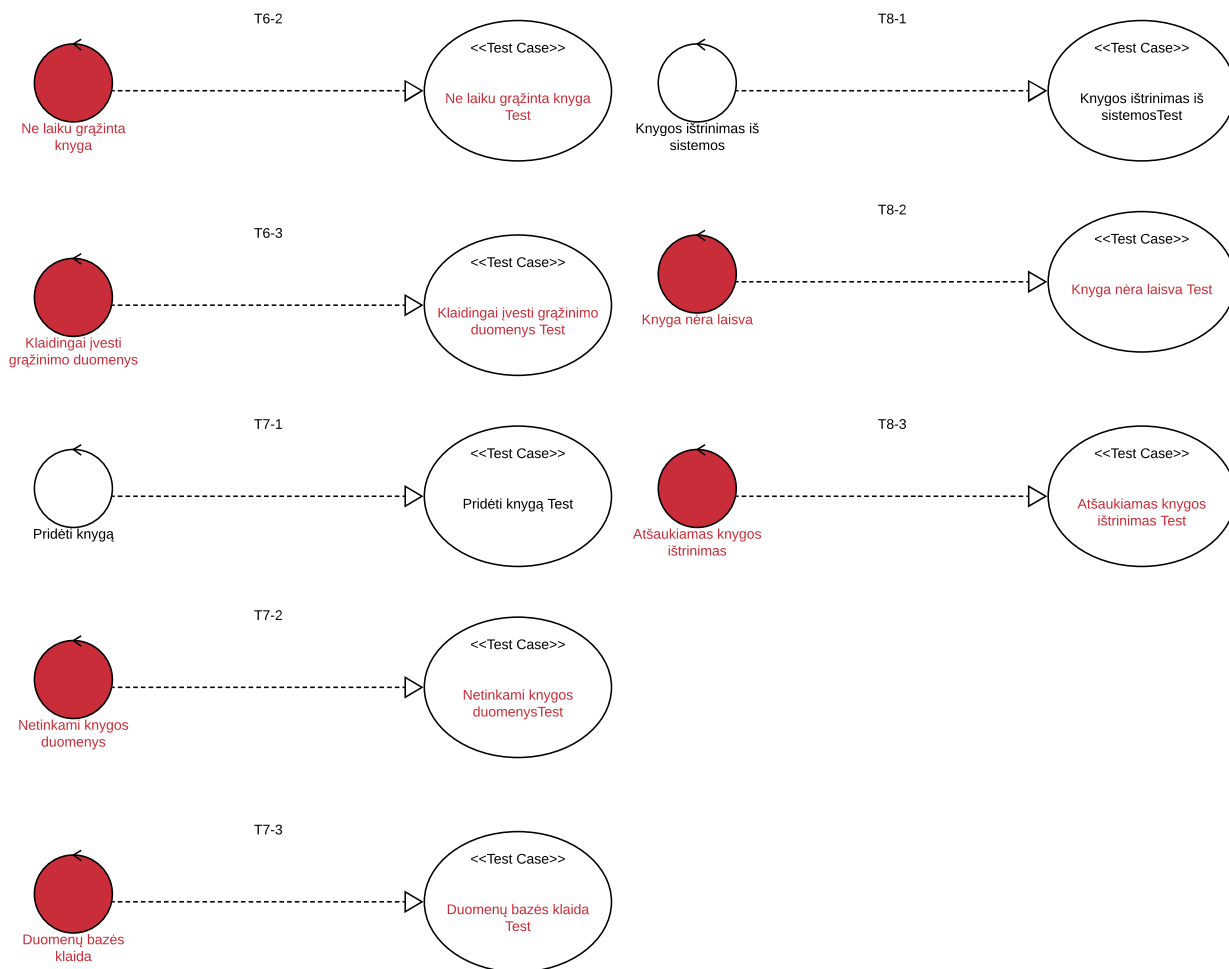 T6-2
<<Test Case>>
Ne laiku grąžinta knyga
Test
Ne laiku grąžinta
knyga
T6-3
<<Test Case>>
Klaidingai įvesti grąžinimo
duomenys Test
Klaidingai įvesti
grąžinimo duomenys
T7-1
<<Test Case>>
Pridėti knygą Test
Pridėti knygą
T7-2
<<Test Case>>
Netinkami knygos
duomenysTest
Netinkami knygos
duomenys
T7-3
<<Test Case>>
Duomenų bazės klaida
Test
Duomenų bazės
klaida
T8-1
<<Test Case>>
Knygos ištrinimas iš
sistemosTest
Knygos ištrinimas iš
sistemos
T8-2
<<Test Case>>
Knyga nėra laisva Test
Knyga nėra laisva
T8-3
<<Test Case>>
Atšaukiamas knygos
ištrinimas Test
Atšaukiamas knygos
ištrinimas